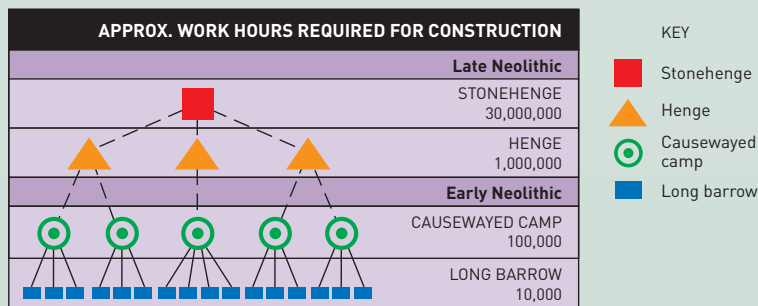 APPROX. WORK HOURS REQUIRED FOR CONSTRUCTION
Late Neolithic
STONEHENGE
30,000,000
HENGE
1,000,000
Early Neolithic
CAUSEWAYED CAMP
100,000
LONG BARROW
10,000
KEY
Stonehenge
Henge
Causewayed
camp
Long barrow